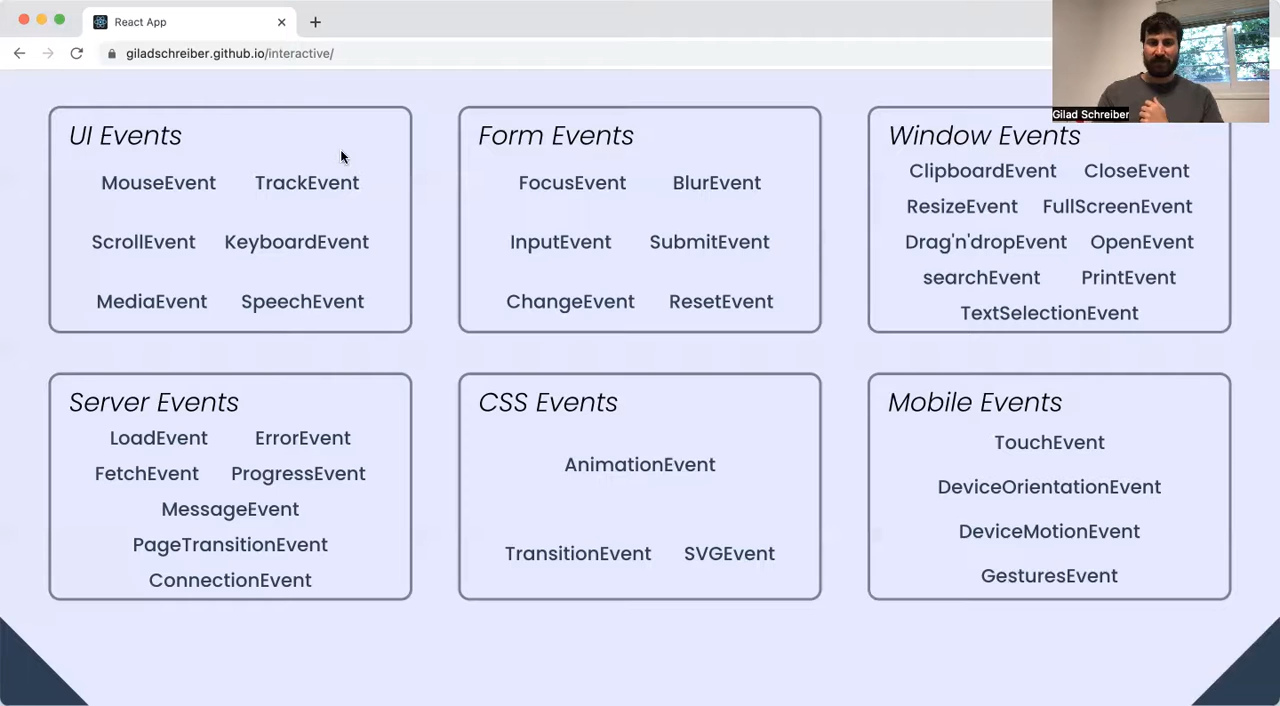 React App
giladschreiber.github.io/interactive/
Gilad Schreiber
UI Events
MouseEvent TrackEvent
ScrollEvent KeyboardEvent
MediaEvent SpeechEvent
Form Events
FocusEvent BlurEvent
InputEvent SubmitEvent
ChangeEvent ResetEvent
Window Events
ClipboardEvent CloseEvent
ResizeEvent FullScreenEvent
Drag'n'dropEvent OpenEvent
searchEvent PrintEvent
TextSelectionEvent
Server Events
LoadEvent ErrorEvent
FetchEvent ProgressEvent
MessageEvent
PageTransitionEvent
ConnectionEvent
CSS Events
AnimationEvent
TransitionEvent SVGEvent
Mobile Events
TouchEvent
DeviceOrientationEvent
DeviceMotionEvent
GesturesEvent